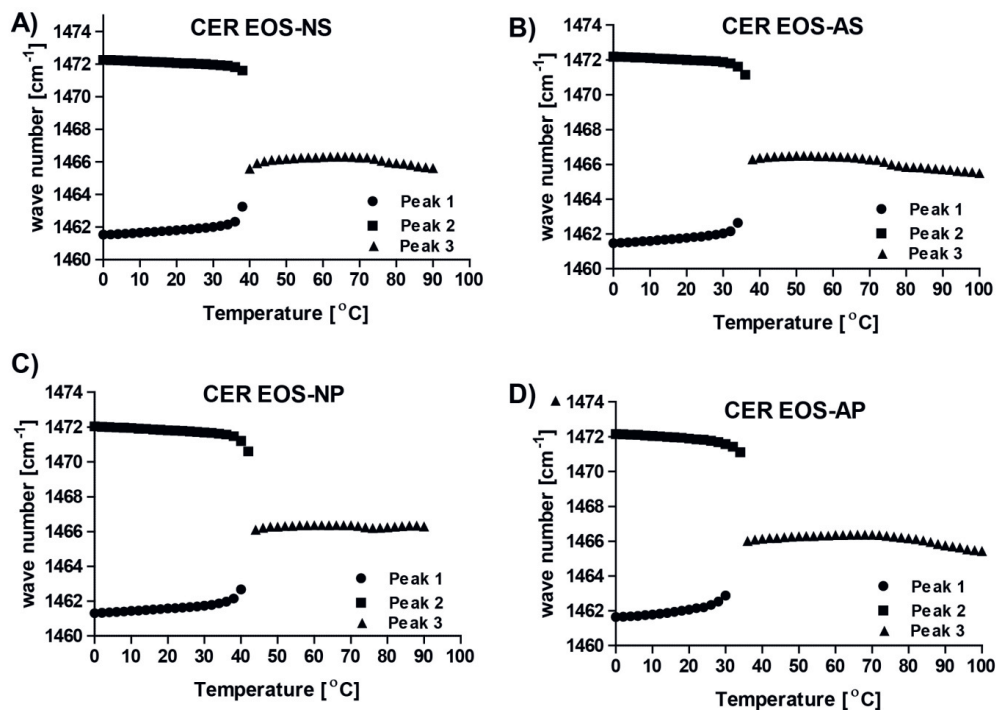 A)
CER EOS-NS
wave number [cm⁻¹]
1474
1472
1470
1468
1466
1464
1462
1460
Peak 1
Peak 2
Peak 3
0 10 20 30 40 50 60 70 80 90 100
Temperature [°C]
B)
CER EOS-AS
wave number [cm⁻¹]
1474
1472
1470
1468
1466
1464
1462
1460
Peak 1
Peak 2
Peak 3
0 10 20 30 40 50 60 70 80 90 100
Temperature [°C]
C)
CER EOS-NP
wave number [cm⁻¹]
1474
1472
1470
1468
1466
1464
1462
1460
Peak 1
Peak 2
Peak 3
0 10 20 30 40 50 60 70 80 90 100
Temperature [°C]
D)
CER EOS-AP
wave number [cm⁻¹]
1474
1472
1470
1468
1466
1464
1462
1460
Peak 1
Peak 2
Peak 3
0 10 20 30 40 50 60 70 80 90 100
Temperature [°C]